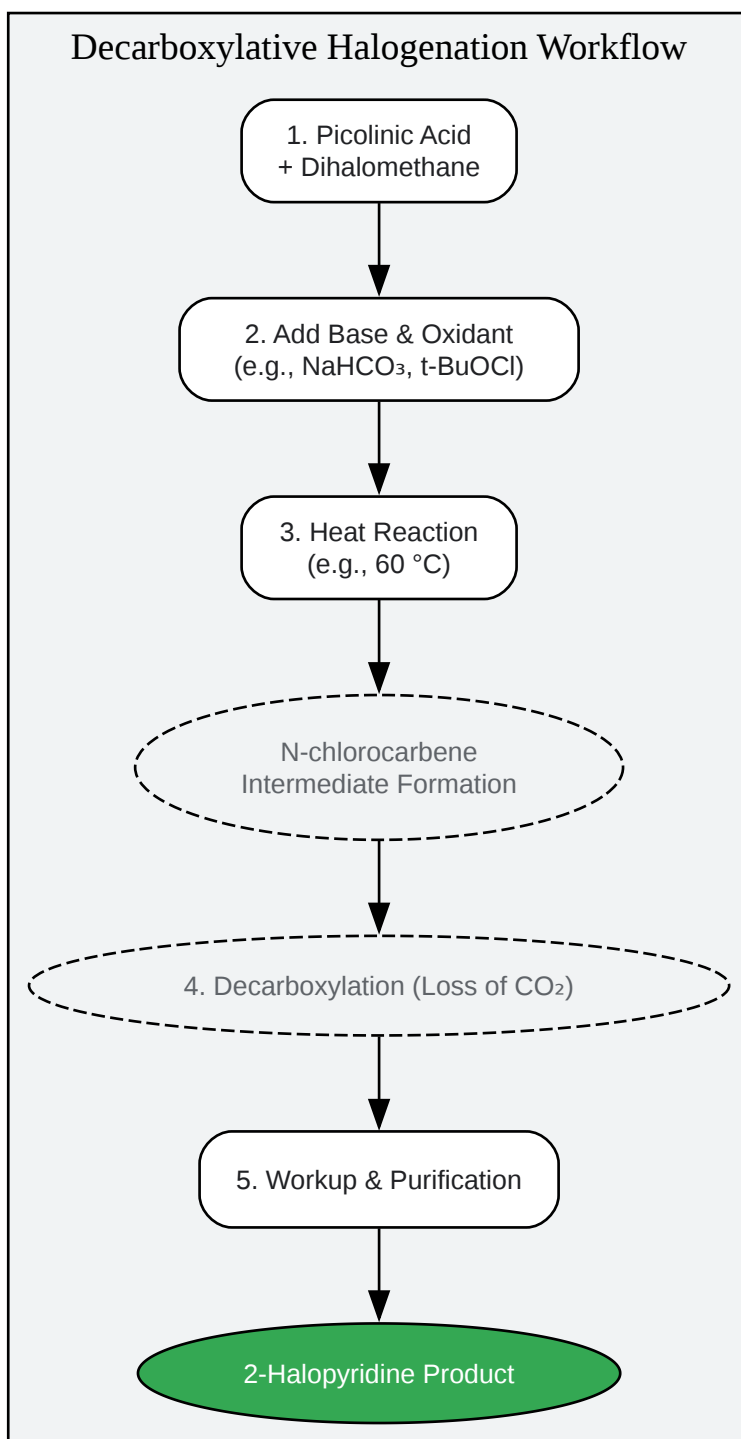 Decarboxylative Halogenation Workflow
1. Picolinic Acid
+ Dihalomethane
2. Add Base & Oxidant
(e.g., NaHCO₃, t-BuOCl)
3. Heat Reaction
(e.g., 60 °C)
N-chlorocarbene
Intermediate Formation
4. Decarboxylation (Loss of CO₂)
5. Workup & Purification
2-Halopyridine Product